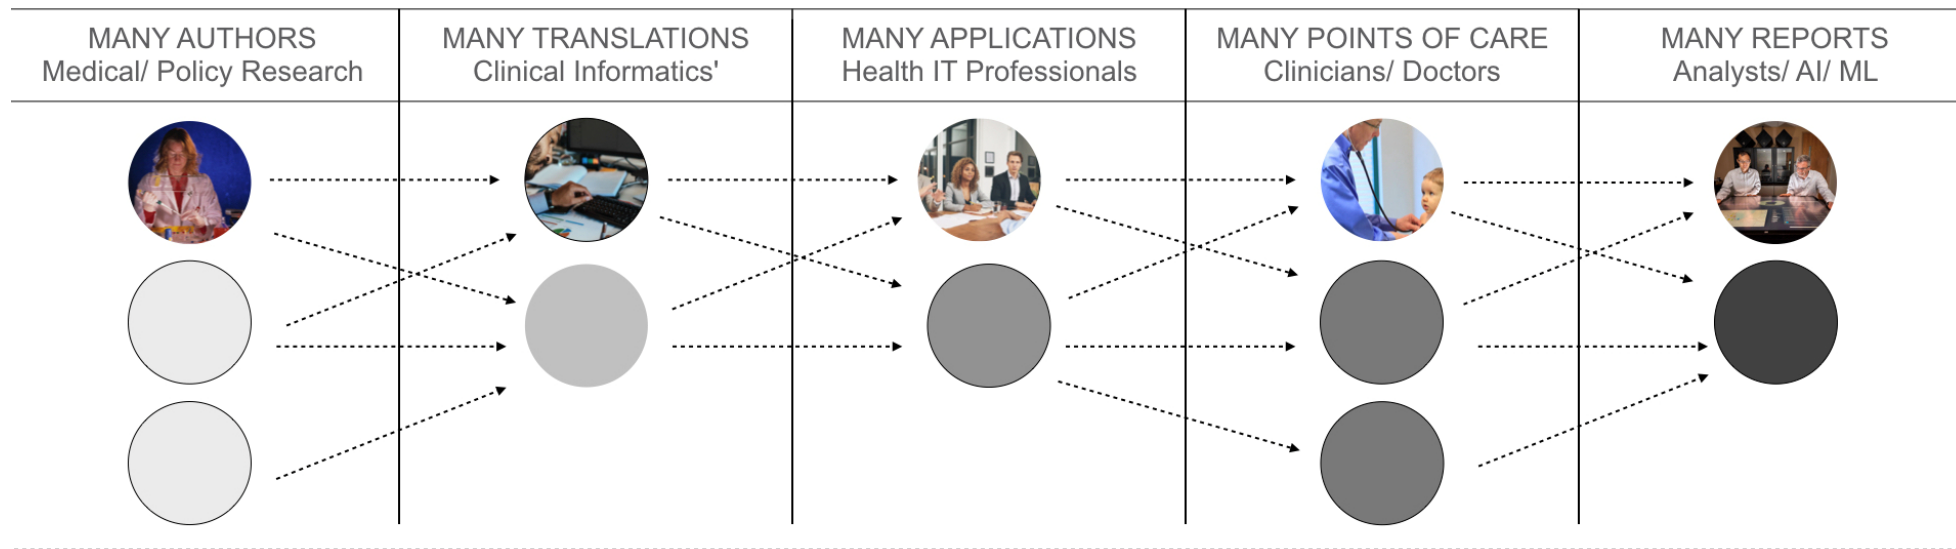 MANY AUTHORS
Medical/ Policy Research
MANY TRANSLATIONS
Clinical Informatics'
MANY APPLICATIONS
Health IT Professionals
MANY POINTS OF CARE
Clinicians/ Doctors
MANY REPORTS
Analysts/ AI/ ML